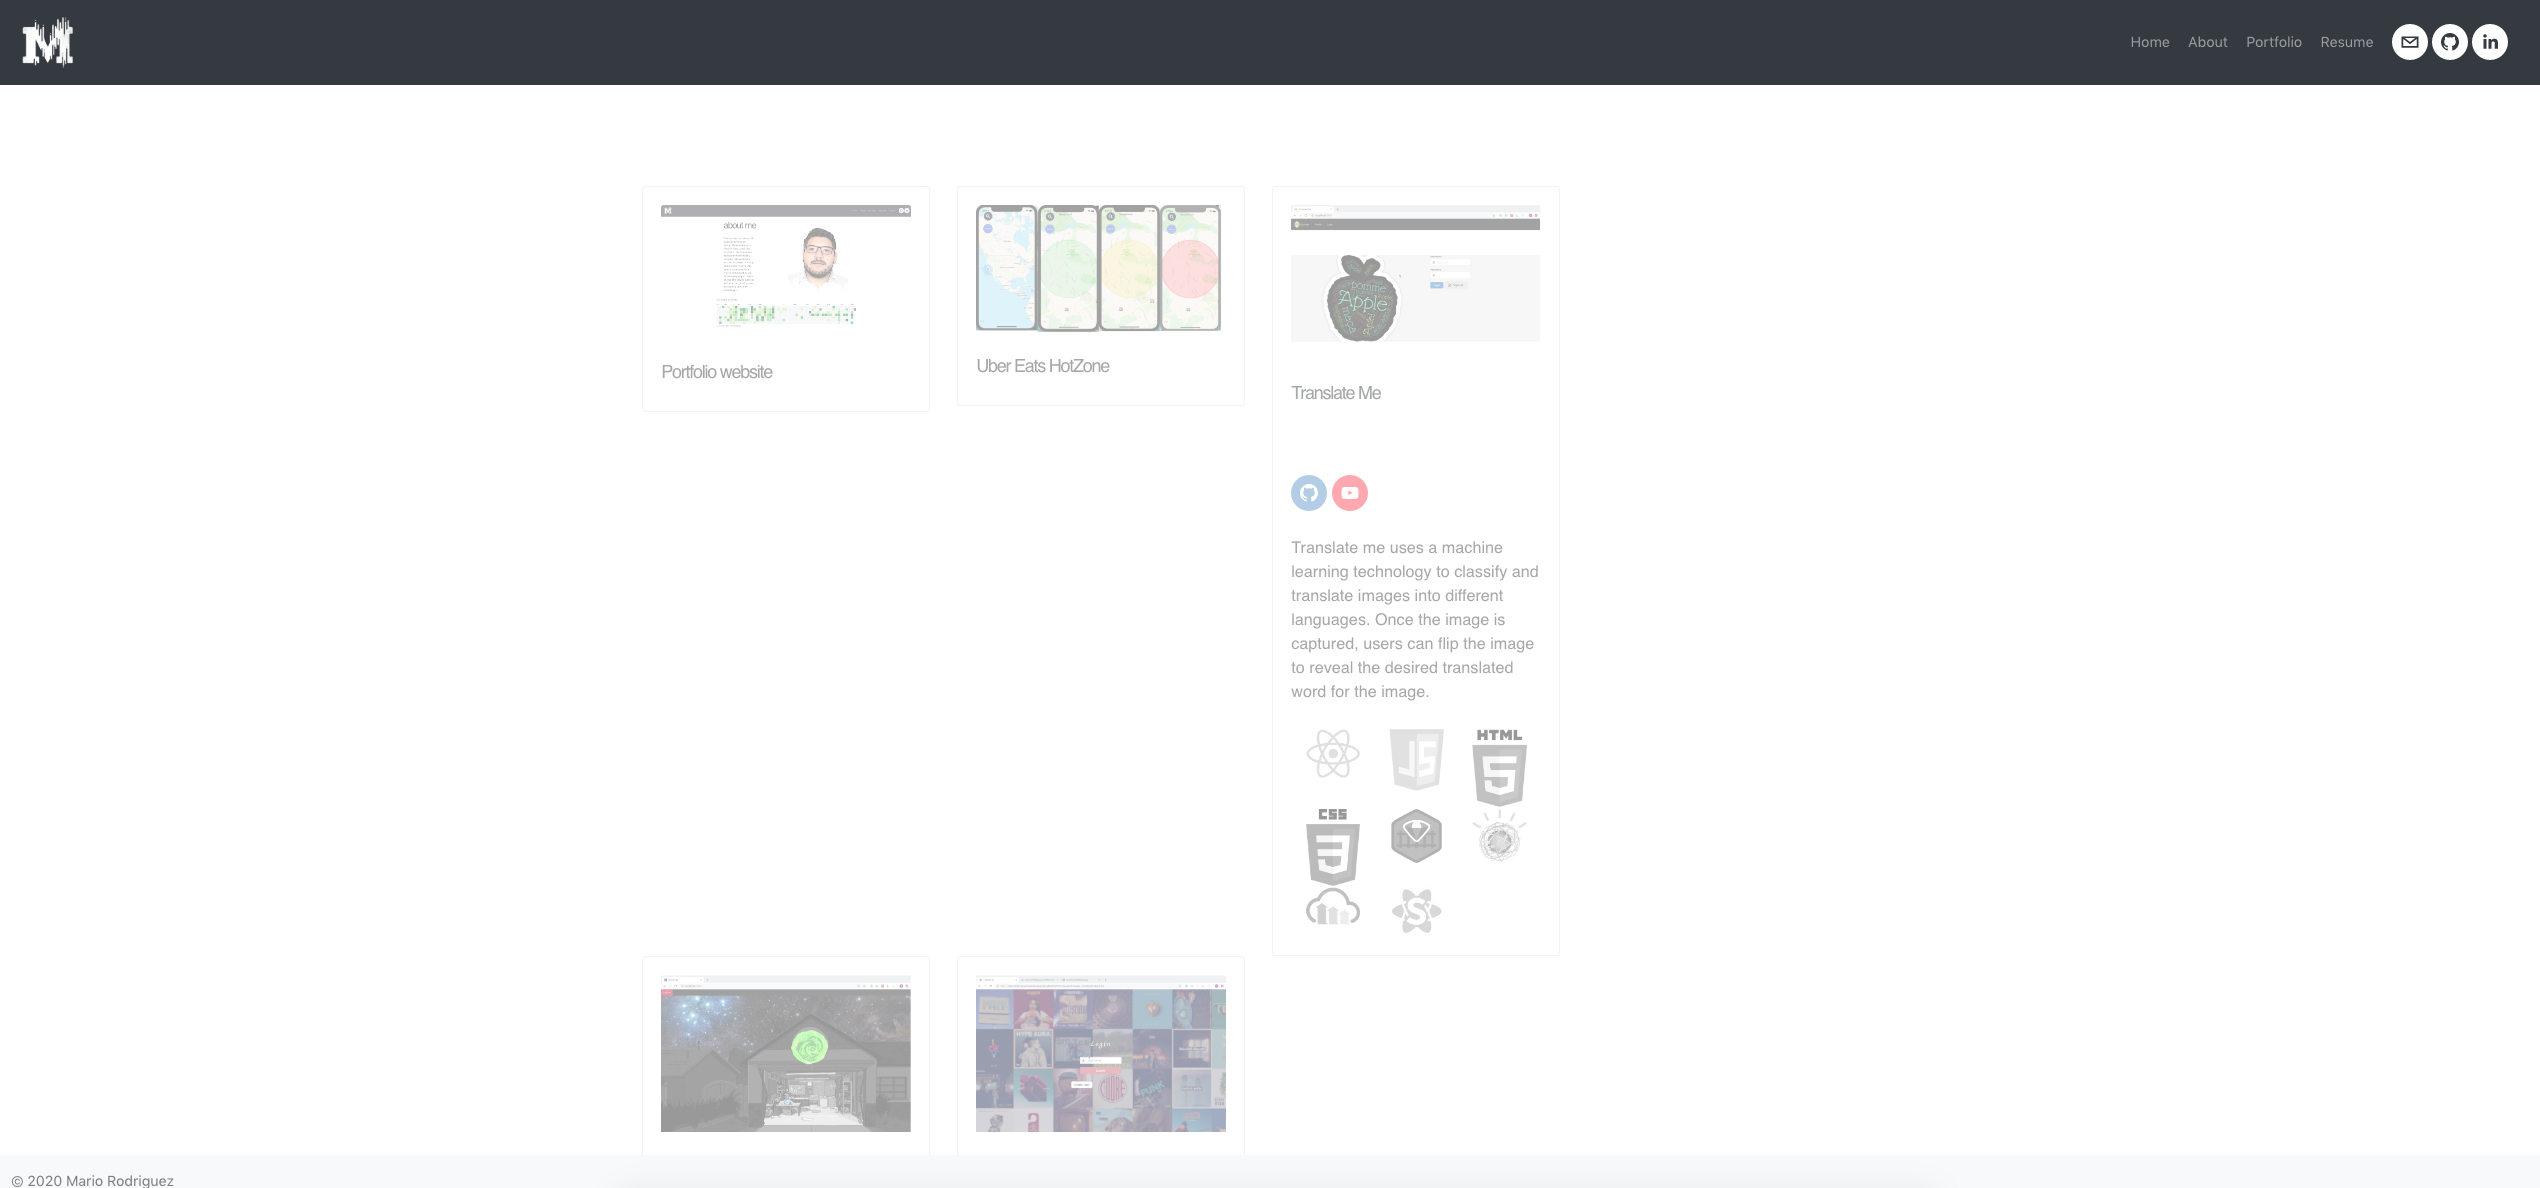 M
Home About Portfolio Resume
about me
Portfolio website
Uber Eats HotZone
pomme
Apple
Translate Me
Translate me uses a machine
learning technology to classify and
translate images into different
languages. Once the image is
captured, users can flip the image
to reveal the desired translated
word for the image.
JS
HTML
5
CSS
3
S
Login
© 2020 Mario Rodriguez